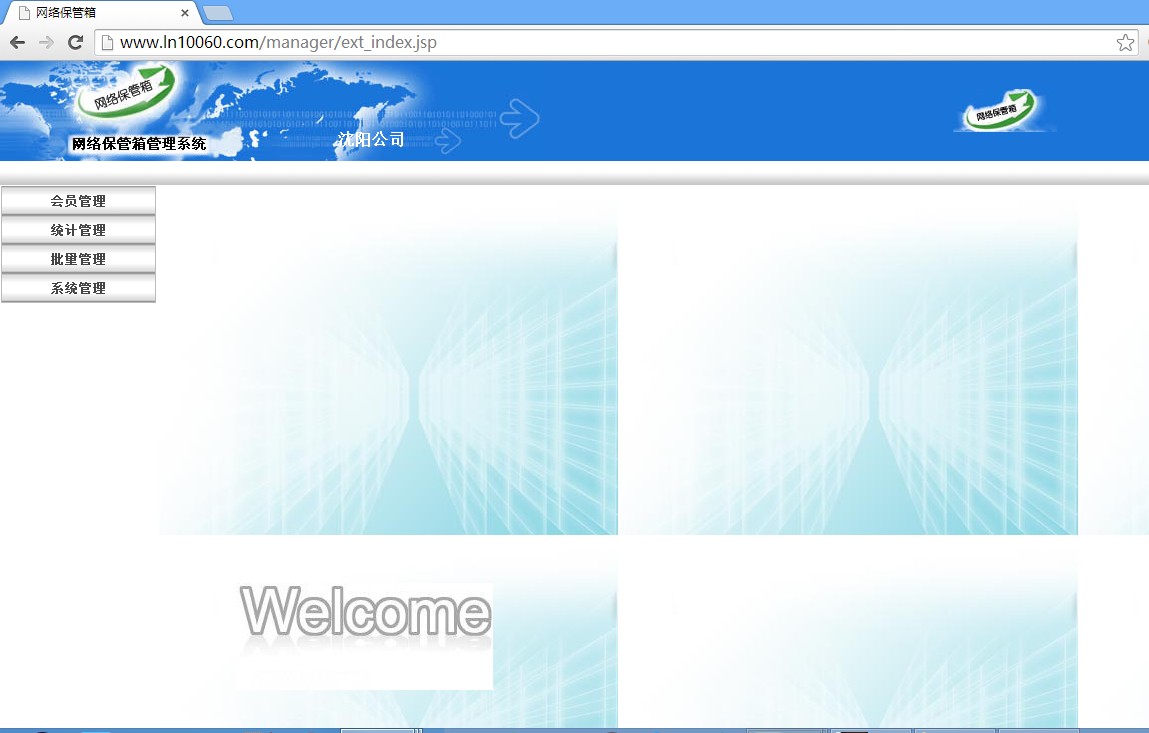 网络保管箱
www.ln10060.com/manager/ext_index.jsp
网络保管箱
网络保管箱管理系统
沈阳公司
网络保管箱
会员管理
统计管理
批量管理
系统管理
Welcome